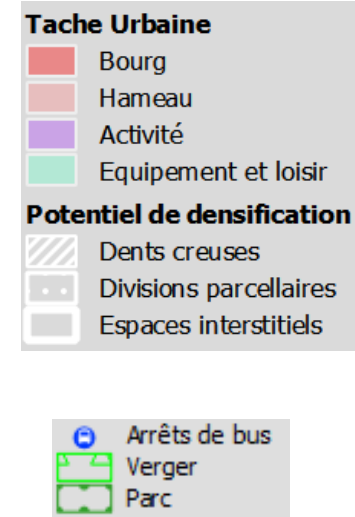 Tache Urbaine
Bourg
Hameau
Activité
Equipement et loisir
Potentiel de densification
Dents creuses
Divisions parcellaires
Espaces interstitiels
Arrêts de bus
Verger
Parc